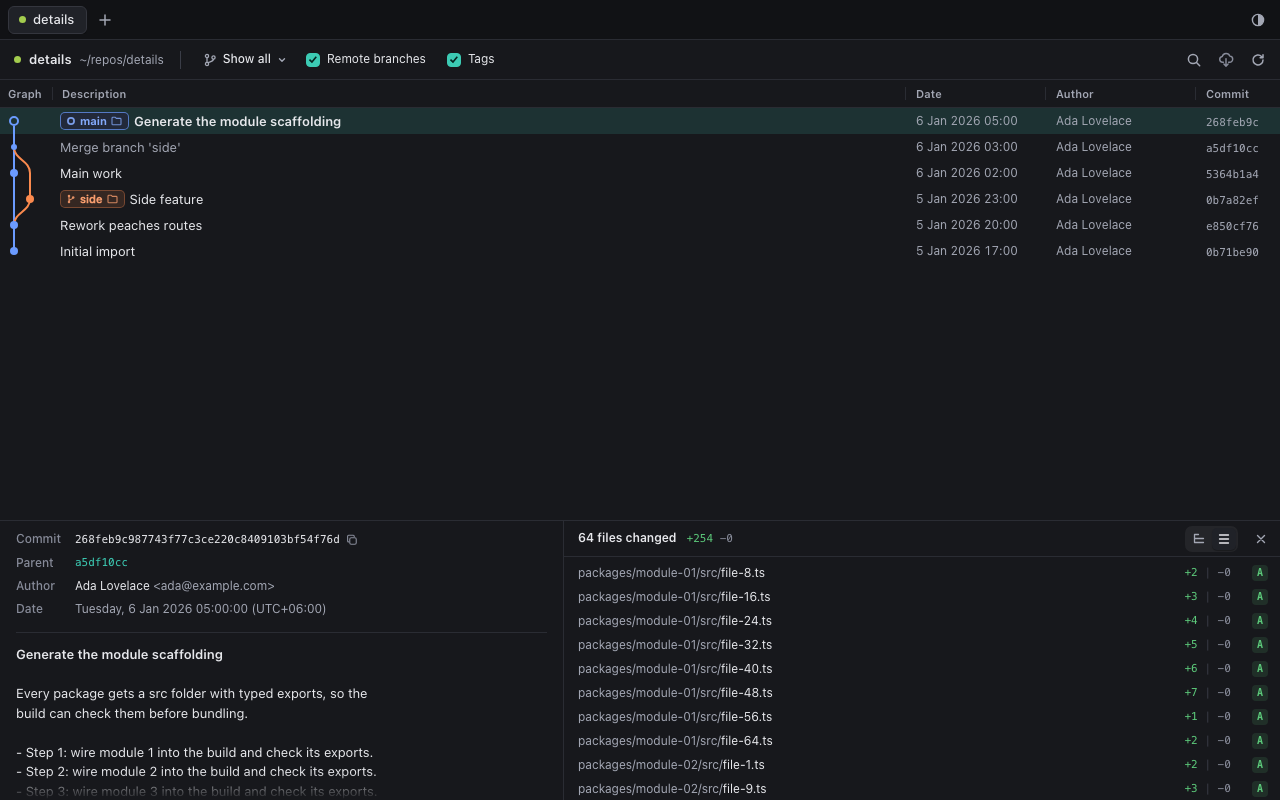 details
details ~/repos/details Show all Remote branches Tags
Graph Description Date Author Commit
main Generate the module scaffolding 6 Jan 2026 05:00 Ada Lovelace 268feb9c
Merge branch 'side' 6 Jan 2026 03:00 Ada Lovelace a5df10cc
Main work 6 Jan 2026 02:00 Ada Lovelace 5364b1a4
side Side feature 5 Jan 2026 23:00 Ada Lovelace 0b7a82ef
Rework peaches routes 5 Jan 2026 20:00 Ada Lovelace e850cf76
Initial import 5 Jan 2026 17:00 Ada Lovelace 0b71be90
Commit 268feb9c987743f77c3ce220c8409103bf54f76d
Parent a5df10cc
Author Ada Lovelace <ada@example.com>
Date Tuesday, 6 Jan 2026 05:00:00 (UTC+06:00)
Generate the module scaffolding
Every package gets a src folder with typed exports, so the
build can check them before bundling.
- Step 1: wire module 1 into the build and check its exports.
- Step 2: wire module 2 into the build and check its exports.
- Step 3: wire module 3 into the build and check its exports.
64 files changed +254 −0
packages/module-01/src/file-8.ts +2 | −0 A
packages/module-01/src/file-16.ts +3 | −0 A
packages/module-01/src/file-24.ts +4 | −0 A
packages/module-01/src/file-32.ts +5 | −0 A
packages/module-01/src/file-40.ts +6 | −0 A
packages/module-01/src/file-48.ts +7 | −0 A
packages/module-01/src/file-56.ts +1 | −0 A
packages/module-01/src/file-64.ts +2 | −0 A
packages/module-02/src/file-1.ts +2 | −0 A
packages/module-02/src/file-9.ts +3 | −0 A